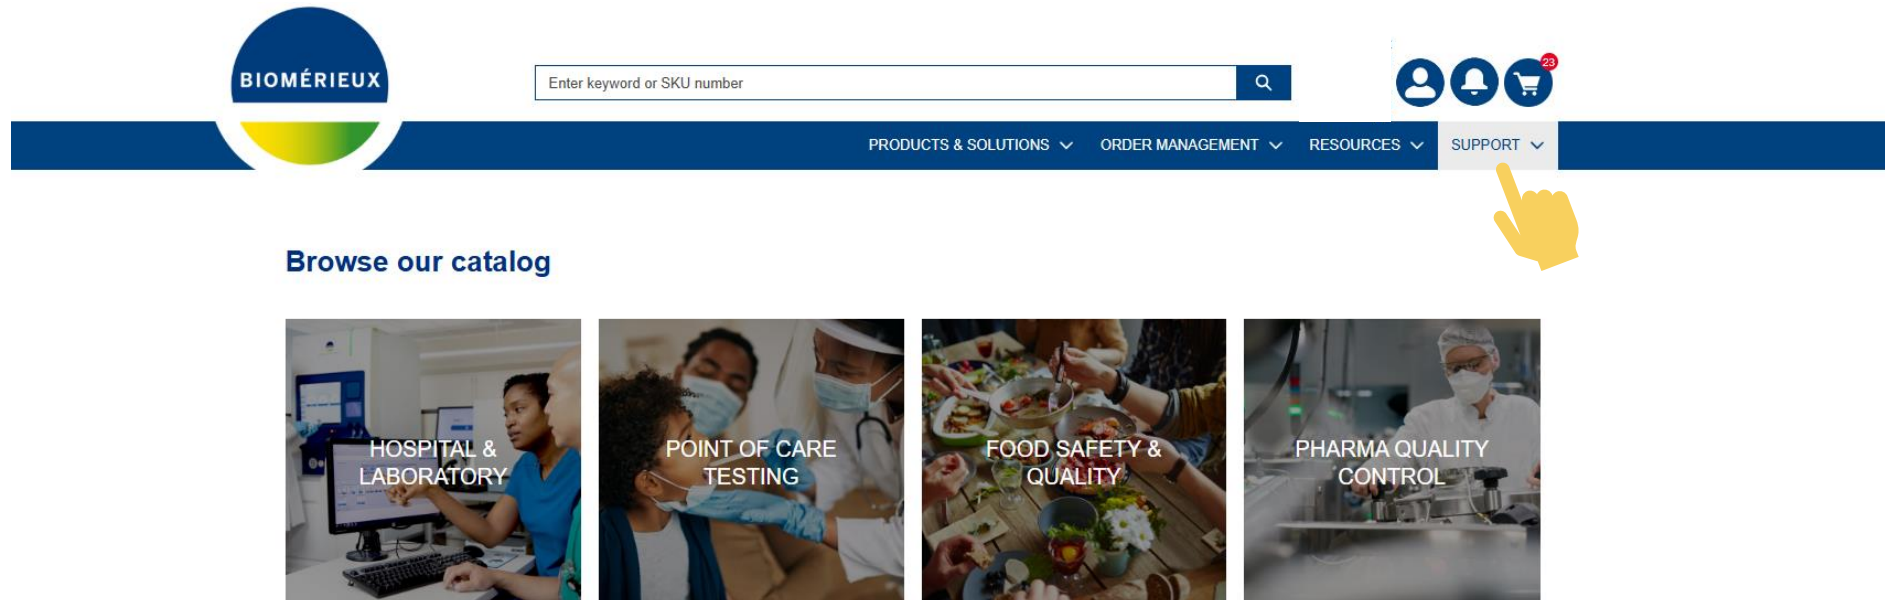 BIOMÉRIEUX
Enter keyword or SKU number
23
PRODUCTS & SOLUTIONS
ORDER MANAGEMENT
RESOURCES
SUPPORT
Browse our catalog
HOSPITAL &
LABORATORY
POINT OF CARE
TESTING
FOOD SAFETY &
QUALITY
PHARMA QUALITY
CONTROL